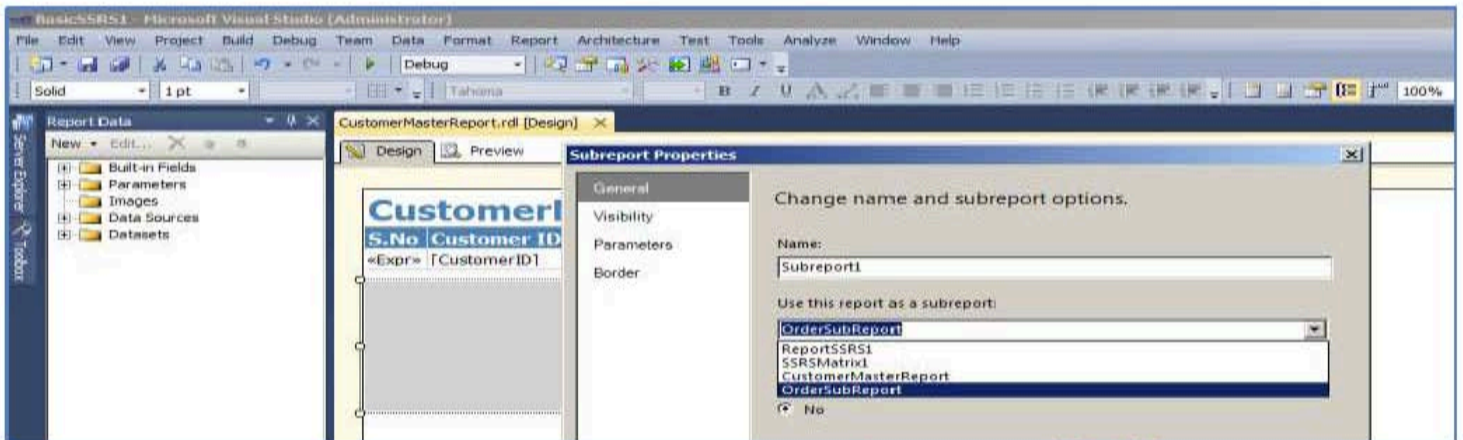 BasicSSRS1 - Microsoft Visual Studio (Administrator)
File Edit View Project Build Debug Team Data Format Report Architecture Test Tools Analyze Window Help
Debug
Solid 1 pt Tahoma B I U A 100%
Server Explorer
Toolbox
Report Data
New Edit...
Built-in Fields
Parameters
Images
Data Sources
Datasets
CustomerMasterReport.rdl [Design]
Design Preview
S.No Customer ID
«Expr» [CustomerID]
Subreport Properties
General
Visibility
Parameters
Border
Change name and subreport options.
Name:
Subreport1
Use this report as a subreport:
OrderSubReport
ReportSSRS1
SSRSMatrix1
CustomerMasterReport
OrderSubReport
No